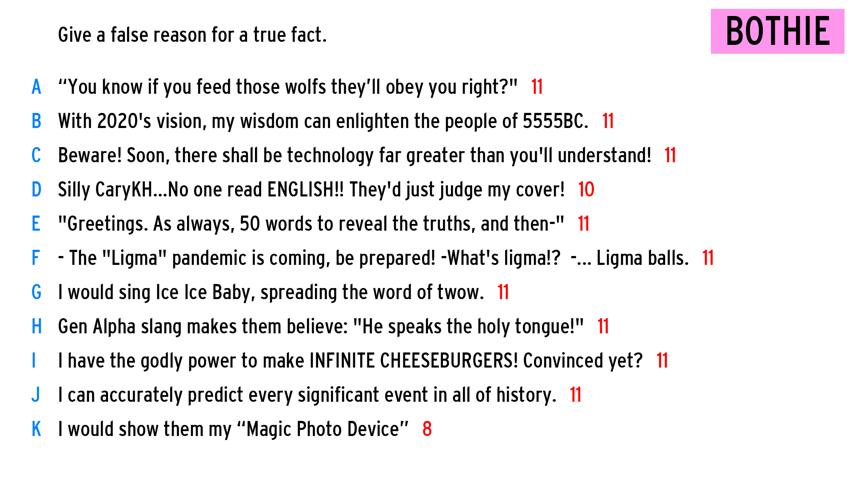 Give a false reason for a true fact.
BOTHIE
A “You know if you feed those wolfs they’ll obey you right?" 11
B With 2020's vision, my wisdom can enlighten the people of 5555BC. 11
C Beware! Soon, there shall be technology far greater than you'll understand! 11
D Silly CaryKH...No one read ENGLISH!! They'd just judge my cover! 10
E "Greetings. As always, 50 words to reveal the truths, and then-" 11
F - The "Ligma" pandemic is coming, be prepared! -What's ligma!? -... Ligma balls. 11
G I would sing Ice Ice Baby, spreading the word of twow. 11
H Gen Alpha slang makes them believe: "He speaks the holy tongue!" 11
I I have the godly power to make INFINITE CHEESEBURGERS! Convinced yet? 11
J I can accurately predict every significant event in all of history. 11
K I would show them my “Magic Photo Device” 8